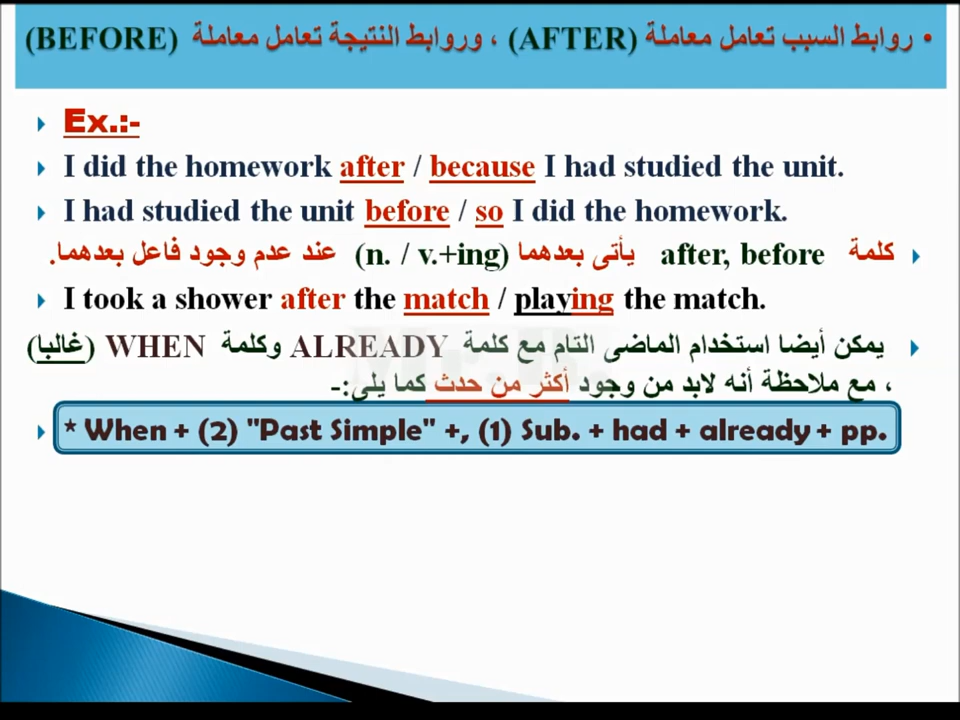 • روابط السبب تعامل معاملة (AFTER) ، وروابط النتيجة تعامل معاملة (BEFORE)
Ex.:-
I did the homework after / because I had studied the unit.
I had studied the unit before / so I did the homework.
كلمة after, before يأتى بعدهما (n. / v.+ing) عند عدم وجود فاعل بعدهما.
I took a shower after the match / playing the match.
يمكن أيضا استخدام الماضى التام مع كلمة ALREADY وكلمة WHEN (غالبا)
، مع ملاحظة أنه لابد من وجود أكثر من حدث كما يلى:-
* When + (2) "Past Simple" +, (1) Sub. + had + already + pp.